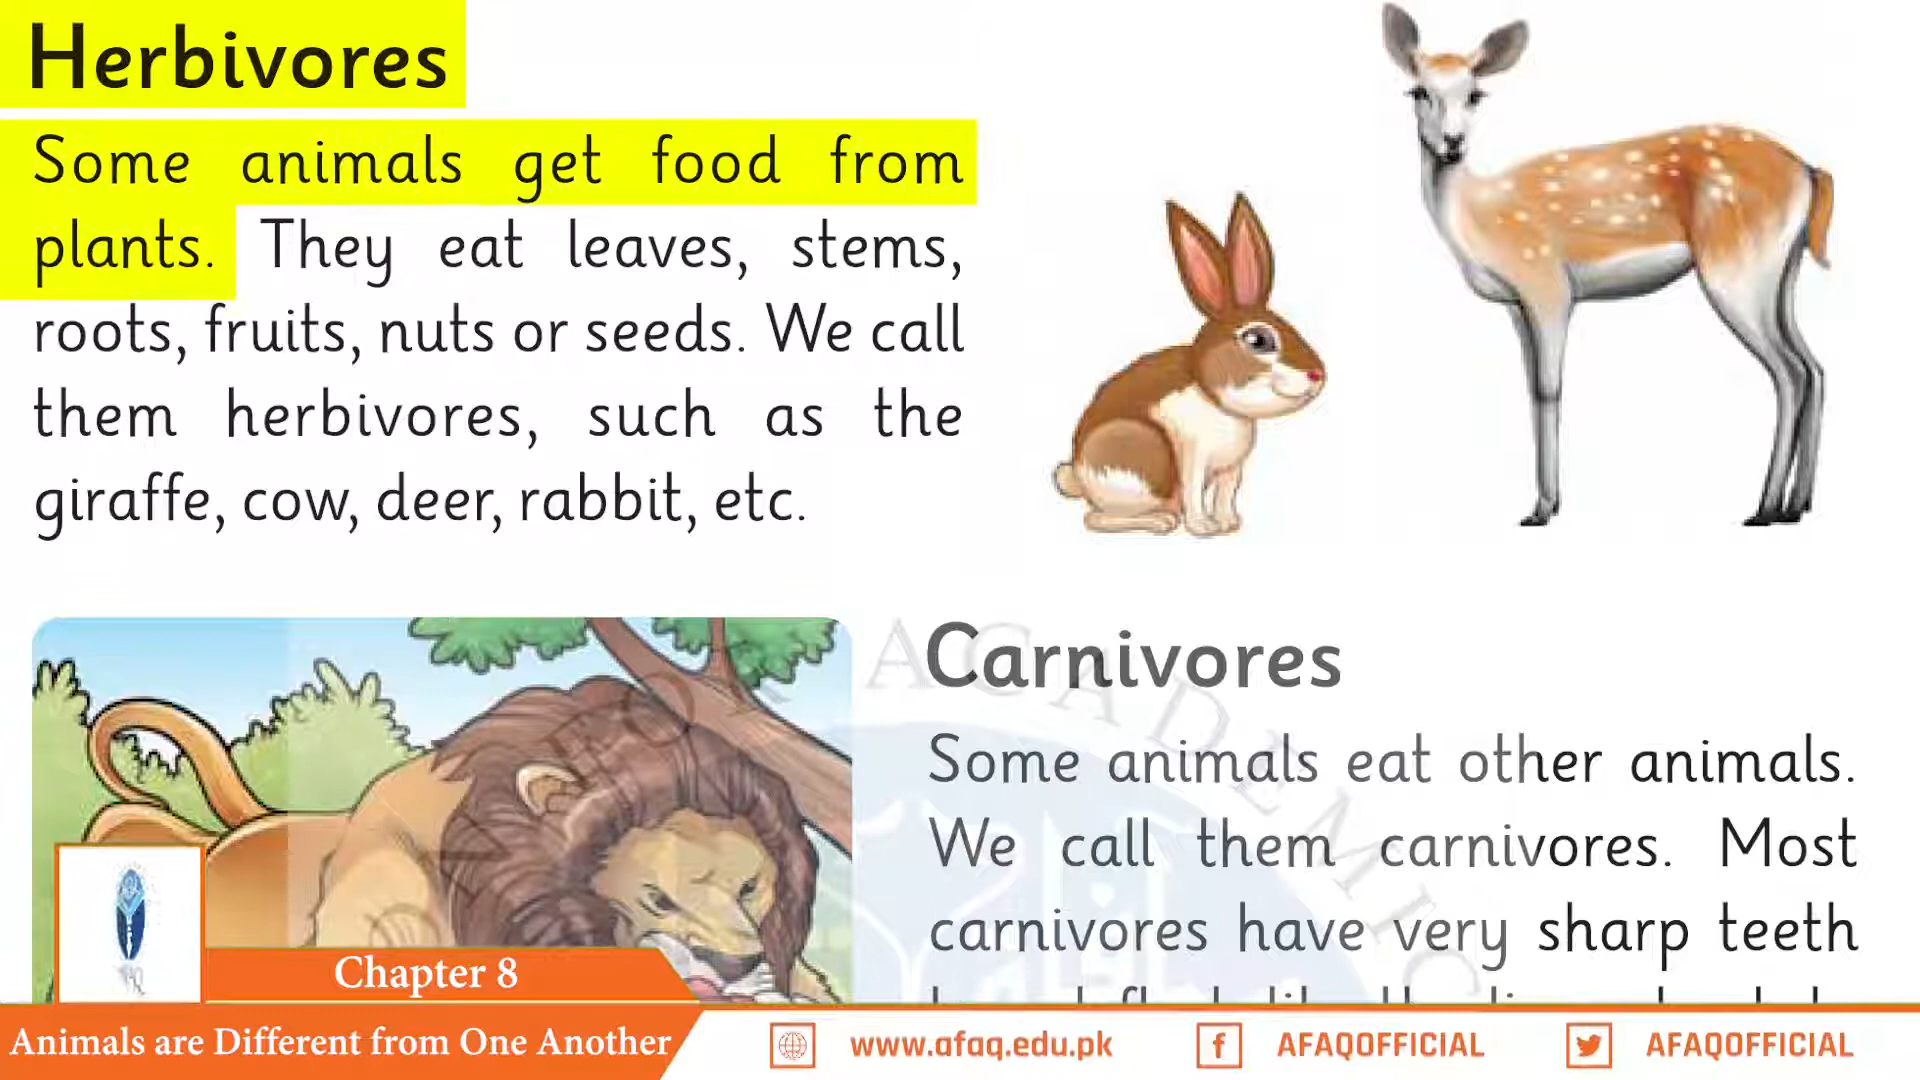 Herbivores
Some animals get food from
plants. They eat leaves, stems,
roots, fruits, nuts or seeds. We call
them herbivores, such as the
giraffe, cow, deer, rabbit, etc.
Carnivores
Some animals eat other animals.
We call them carnivores. Most
carnivores have very sharp teeth
Chapter 8
Animals are Different from One Another
www.afaq.edu.pk
AFAQOFFICIAL
AFAQOFFICIAL